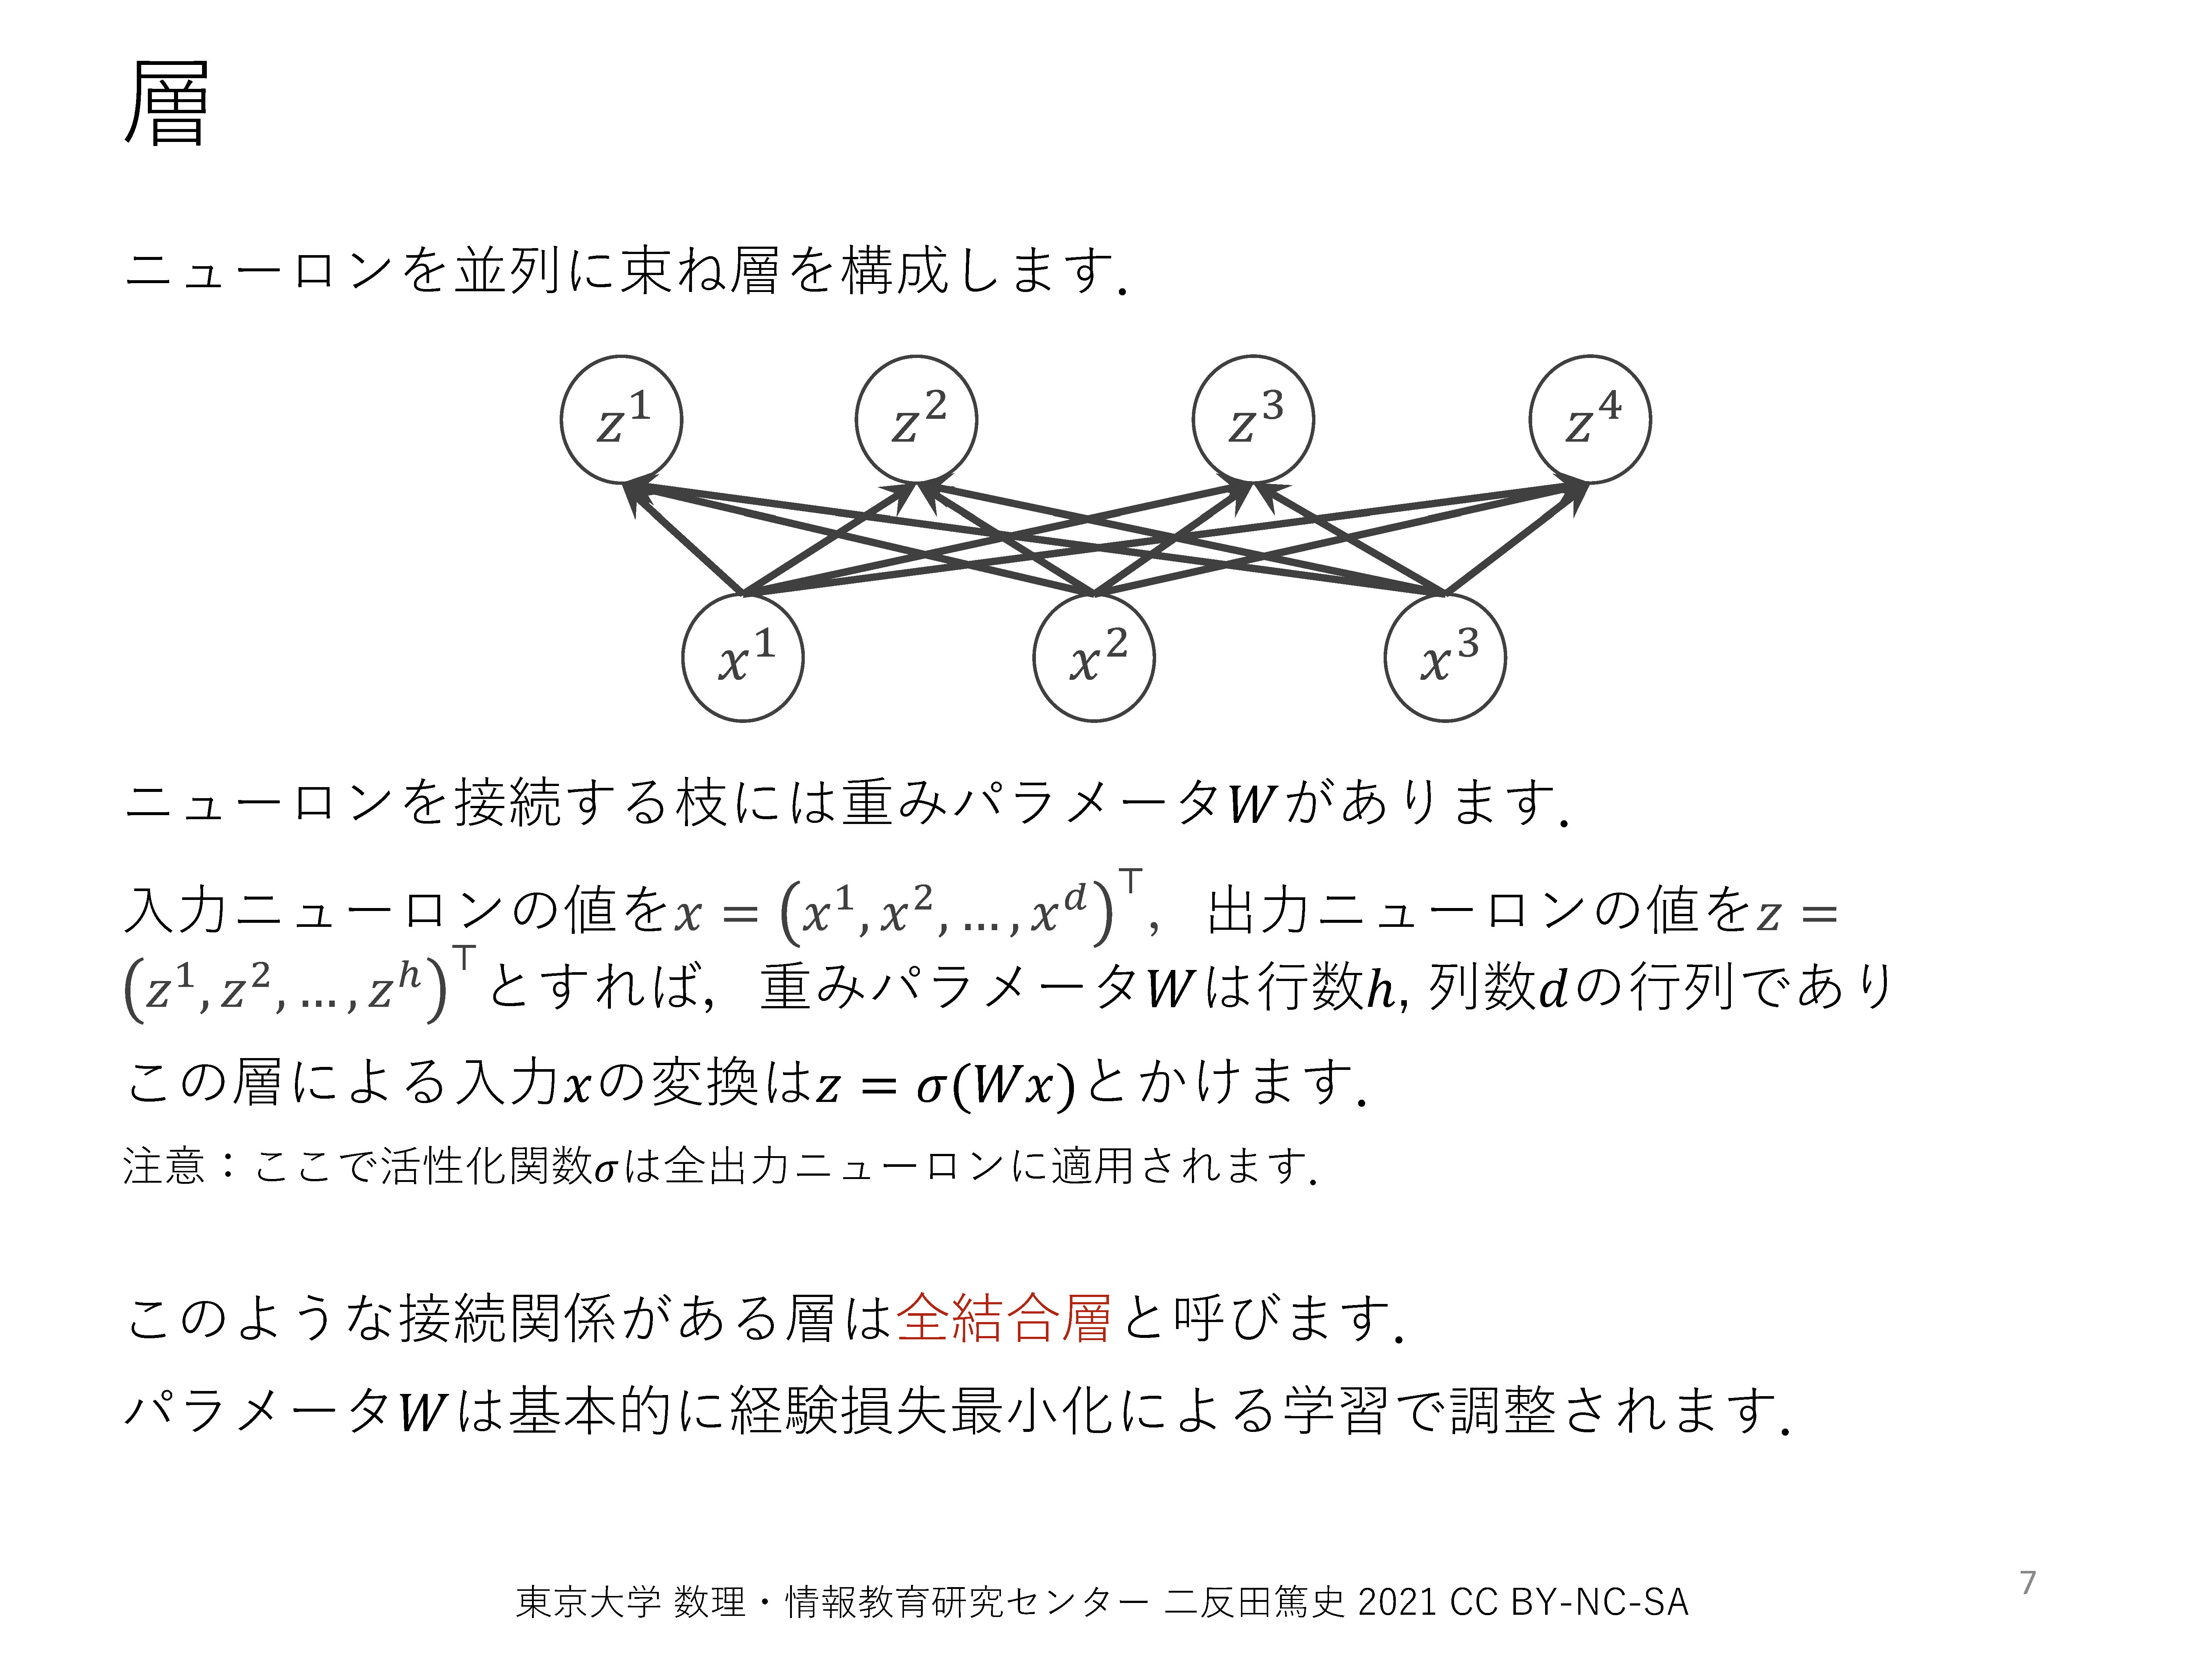 層
ニューロンを並列に束ね層を構成します.
z^1 z^2 z^3 z^4
x^1 x^2 x^3
ニューロンを接続する枝には重みパラメータWがあります.
入力ニューロンの値をx = (x^1, x^2, …, x^d)^⊤, 出力ニューロンの値をz =
(z^1, z^2, …, z^h)^⊤とすれば, 重みパラメータWは行数h, 列数dの行列であり
この層による入力xの変換はz = σ(Wx)とかけます.
注意：ここで活性化関数σは全出力ニューロンに適用されます.
このような接続関係がある層は全結合層と呼びます.
パラメータWは基本的に経験損失最小化による学習で調整されます.
東京大学 数理・情報教育研究センター 二反田篤史 2021 CC BY-NC-SA
7